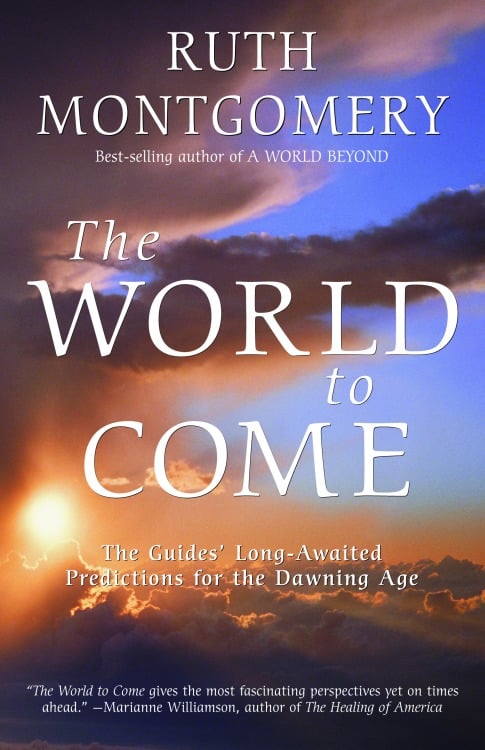 RUTH
MONTGOMERY
Best-selling author of A WORLD BEYOND
The
WORLD
to
COME
The Guides’ Long-Awaited
Predictions for the Dawning Age
“The World to Come gives the most fascinating perspectives yet on times
ahead.” —Marianne Williamson, author of The Healing of America